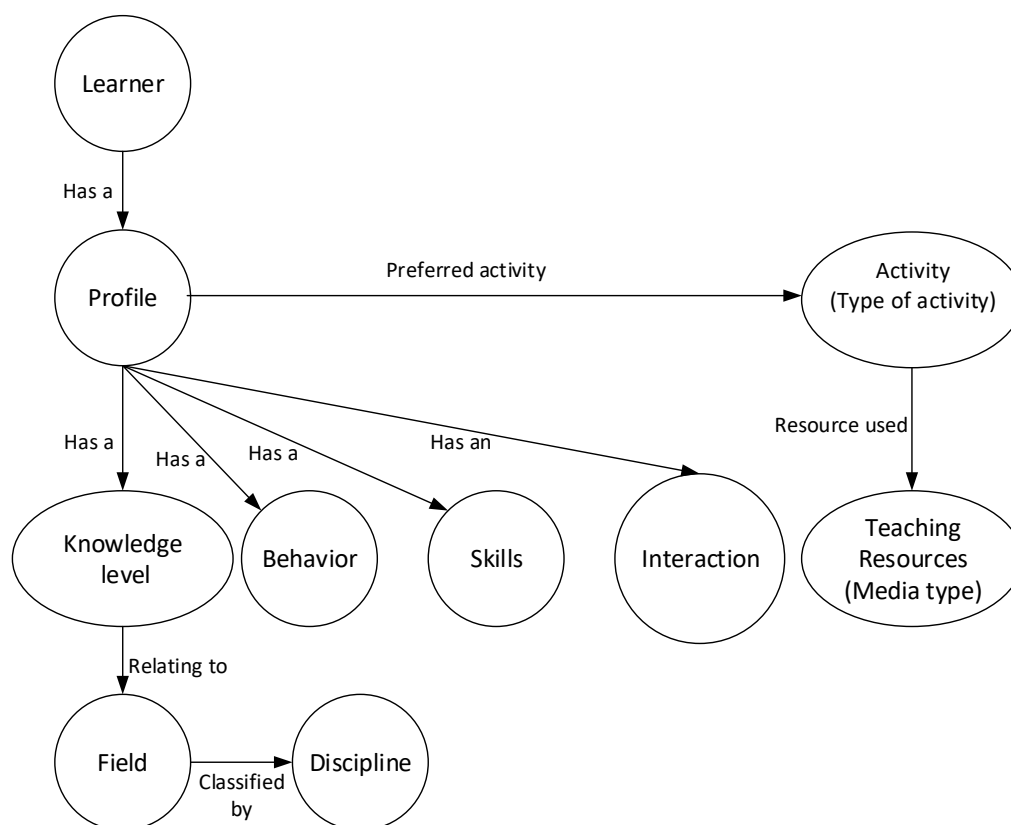 Learner
Has a
Profile
Preferred activity
Activity
(Type of activity)
Has a
Has a
Has a
Has an
Resource used
Knowledge
level
Behavior
Skills
Interaction
Teaching
Resources
(Media type)
Relating to
Field
Classified
by
Discipline